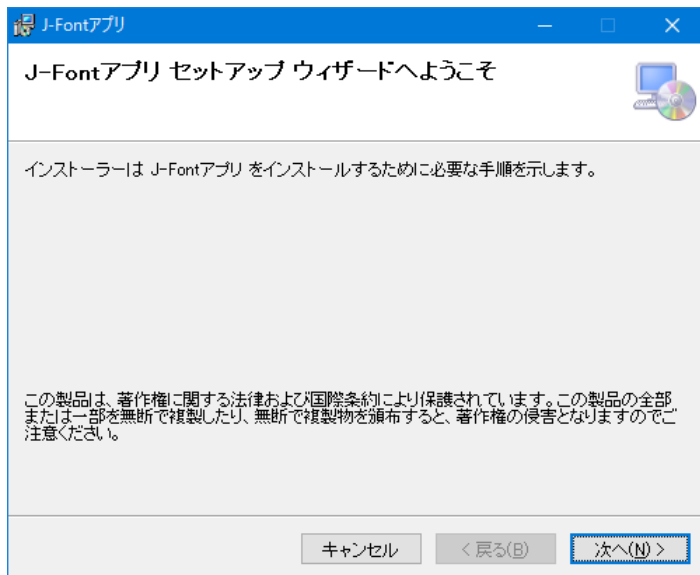 J-Fontアプリ
J-Fontアプリ セットアップ ウィザードへようこそ
インストーラーは J-Fontアプリ をインストールするために必要な手順を示します。
この製品は、著作権に関する法律および国際条約により保護されています。この製品の全部
または一部を無断で複製したり、無断で複製物を頒布すると、著作権の侵害となりますのでご
注意ください。
キャンセル
< 戻る(B)
次へ(N) >